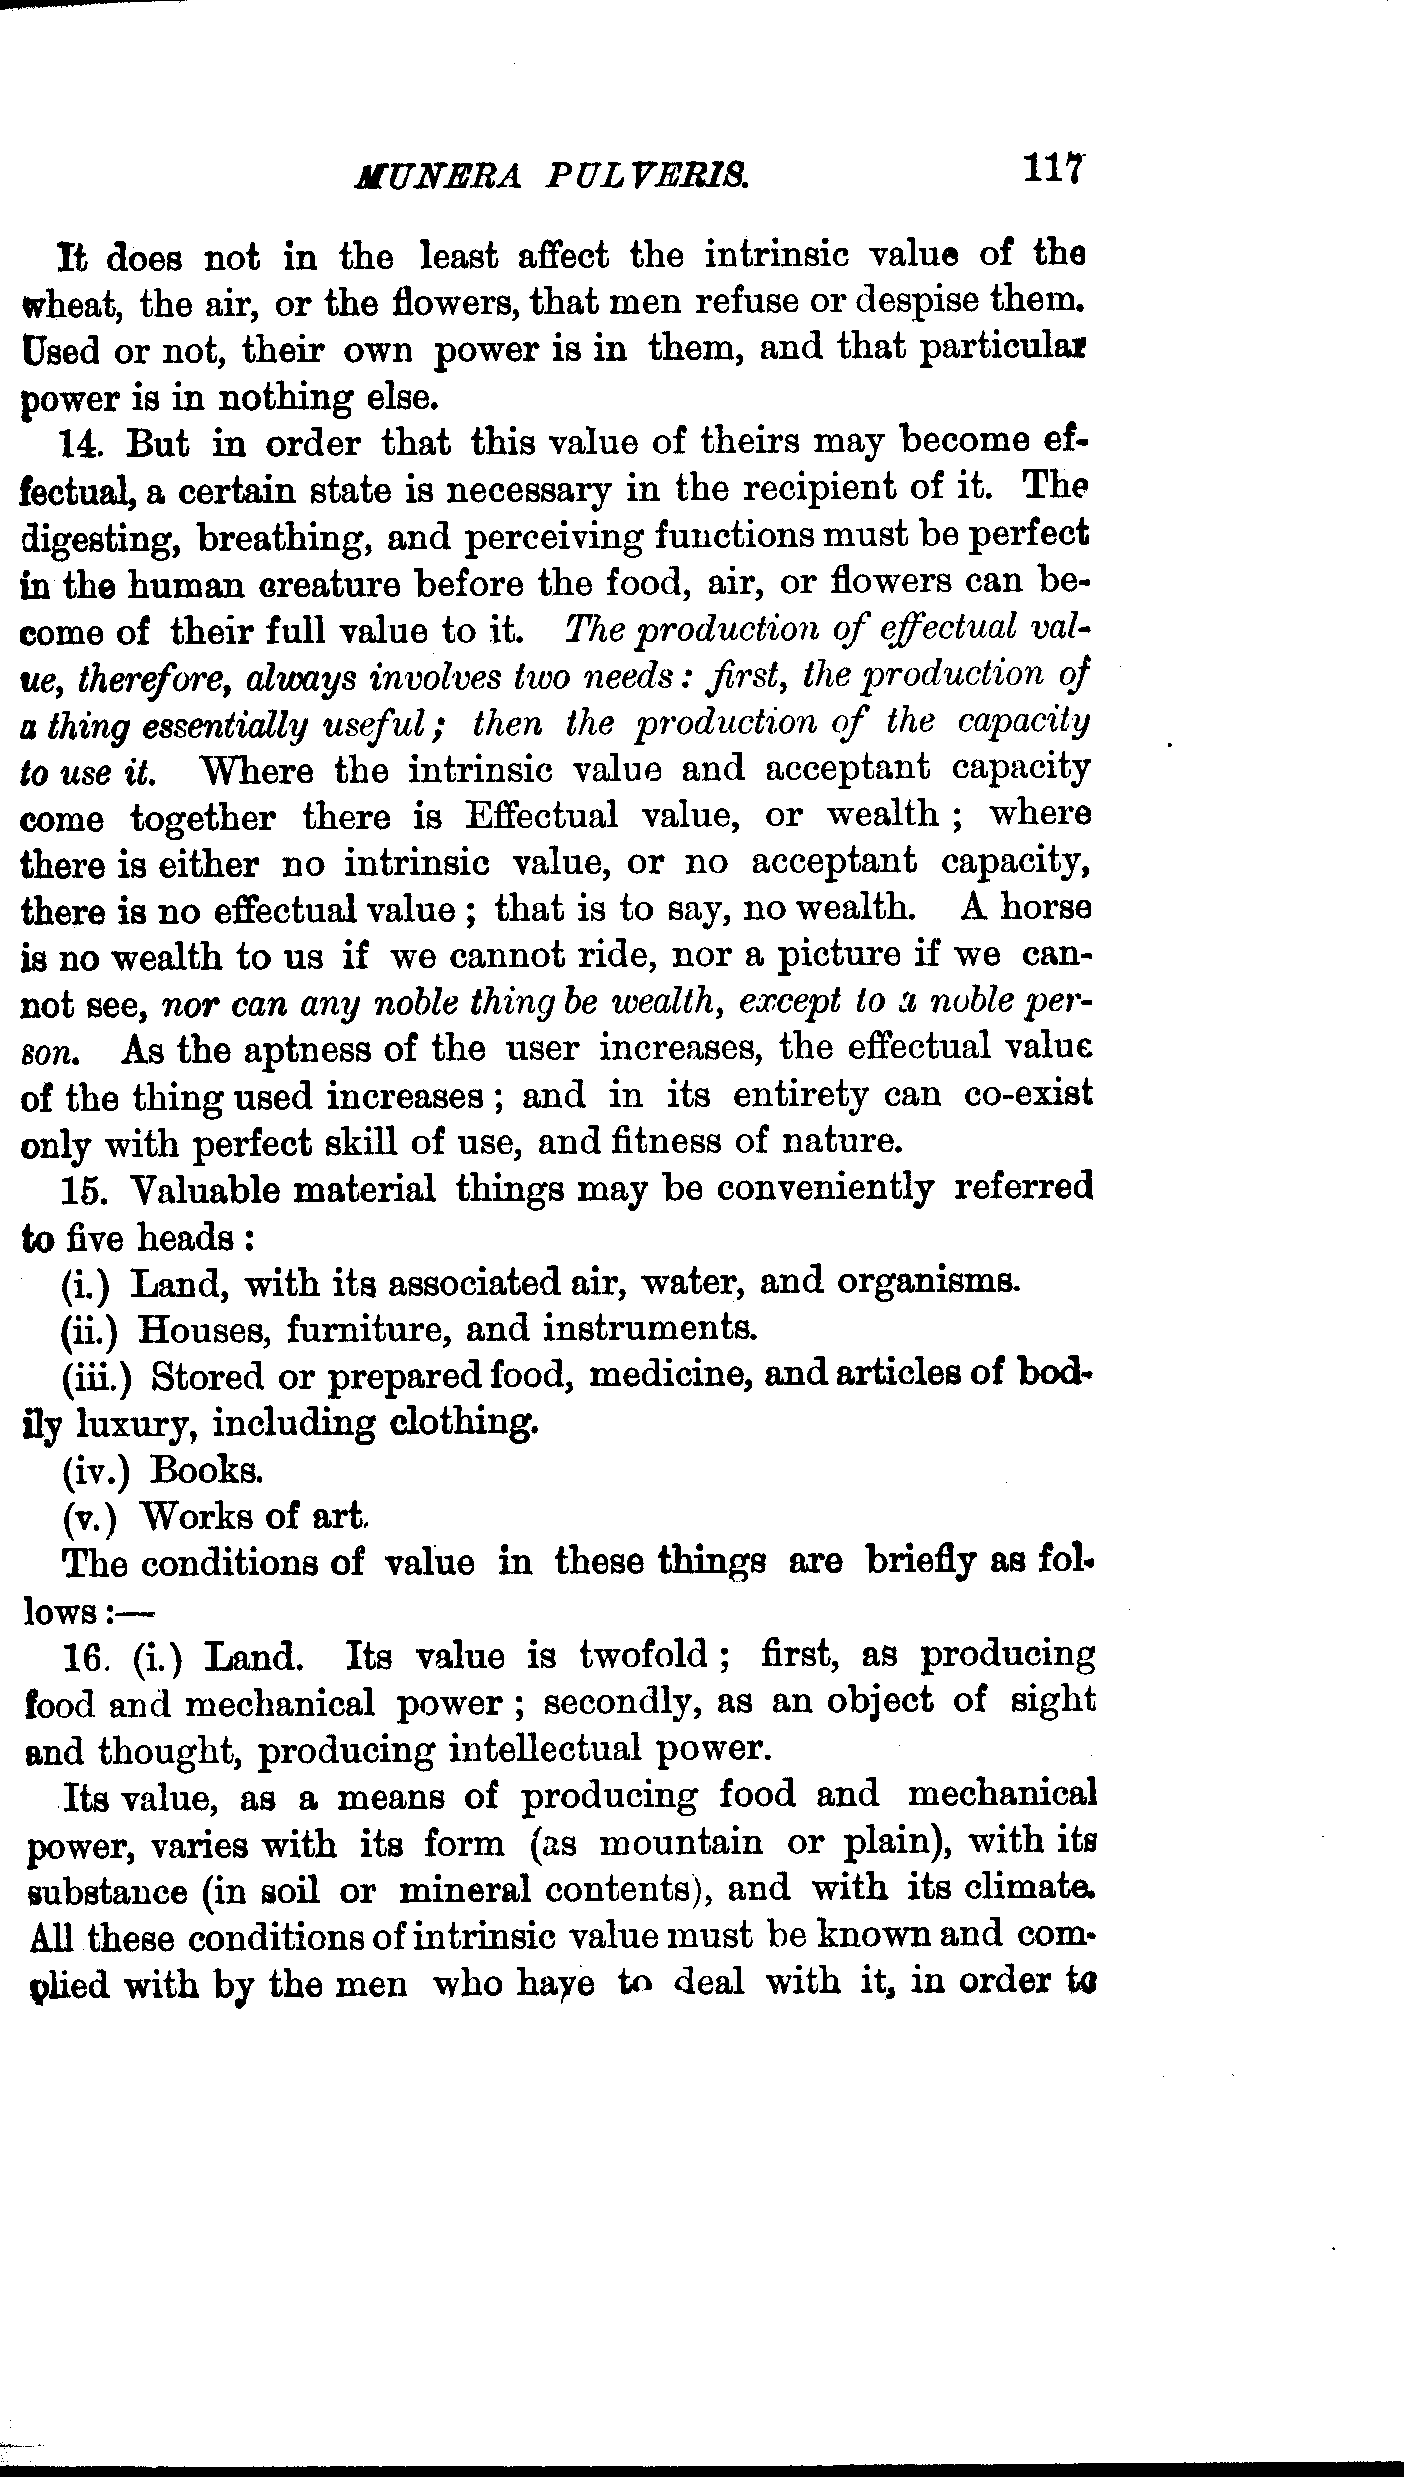 MUNERA PULVERIS. 117
It does not in the least affect the intrinsic value of the
wheat, the air, or the flowers, that men refuse or despise them.
Used or not, their own power is in them, and that particular
power is in nothing else.
14. But in order that this value of theirs may become ef-
fectual, a certain state is necessary in the recipient of it. The
digesting, breathing, and perceiving functions must be perfect
in the human creature before the food, air, or flowers can be-
come of their full value to it. The production of effectual val-
ue, therefore, always involves two needs: first, the production of
a thing essentially useful; then the production of the capacity
to use it. Where the intrinsic value and acceptant capacity
come together there is Effectual value, or wealth; where
there is either no intrinsic value, or no acceptant capacity,
there is no effectual value; that is to say, no wealth. A horse
is no wealth to us if we cannot ride, nor a picture if we can-
not see, nor can any noble thing be wealth, except to a noble per-
son. As the aptness of the user increases, the effectual value
of the thing used increases; and in its entirety can co-exist
only with perfect skill of use, and fitness of nature.
15. Valuable material things may be conveniently referred
to five heads:
(i.) Land, with its associated air, water, and organisms.
(ii.) Houses, furniture, and instruments.
(iii.) Stored or prepared food, medicine, and articles of bod-
ily luxury, including clothing.
(iv.) Books.
(v.) Works of art.
The conditions of value in these things are briefly as fol-
lows:—
16. (i.) Land. Its value is twofold; first, as producing
food and mechanical power; secondly, as an object of sight
and thought, producing intellectual power.
Its value, as a means of producing food and mechanical
power, varies with its form (as mountain or plain), with its
substance (in soil or mineral contents), and with its climate.
All these conditions of intrinsic value must be known and com-
plied with by the men who have to deal with it, in order to